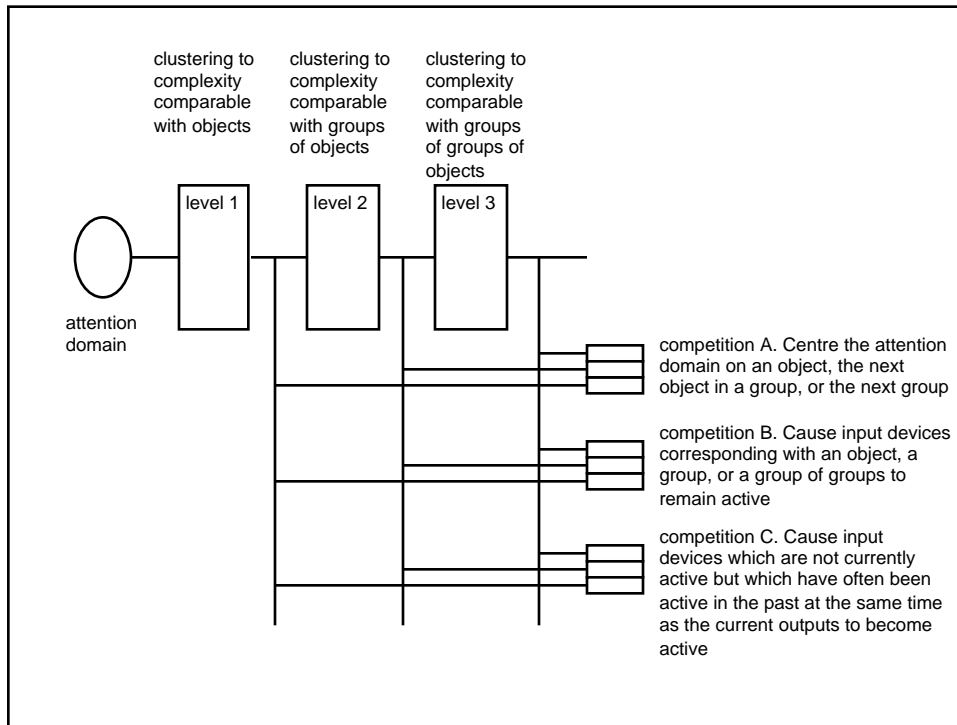 clustering to
complexity
comparable
with objects
clustering to
complexity
comparable
with groups
of objects
clustering to
complexity
comparable
with groups
of groups of
objects
level 1
level 2
level 3
attention
domain
competition A. Centre the attention
domain on an object, the next
object in a group, or the next group
competition B. Cause input devices
corresponding with an object, a
group, or a group of groups to
remain active
competition C. Cause input
devices which are not currently
active but which have often been
active in the past at the same time
as the current outputs to become
active